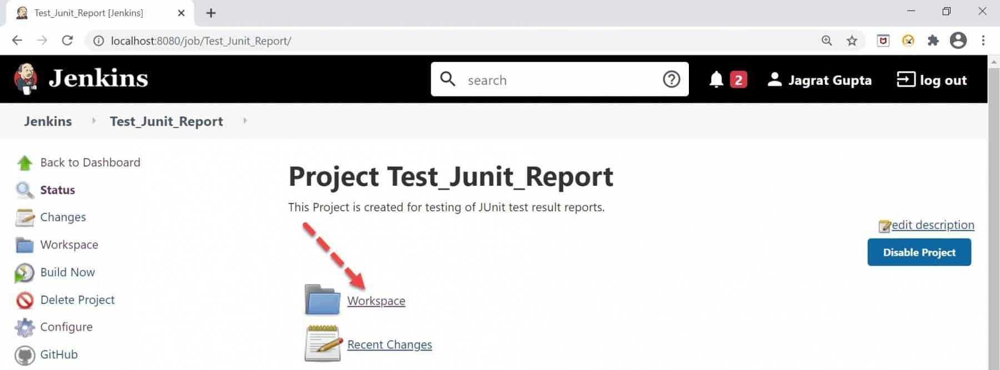 Test_Junit_Report [Jenkins]
localhost:8080/job/Test_Junit_Report/
Jenkins
search
2
Jagrat Gupta
log out
Jenkins
Test_Junit_Report
Back to Dashboard
Status
Changes
Workspace
Build Now
Delete Project
Configure
GitHub
Project Test_Junit_Report
This Project is created for testing of JUnit test result reports.
edit description
Disable Project
Workspace
Recent Changes